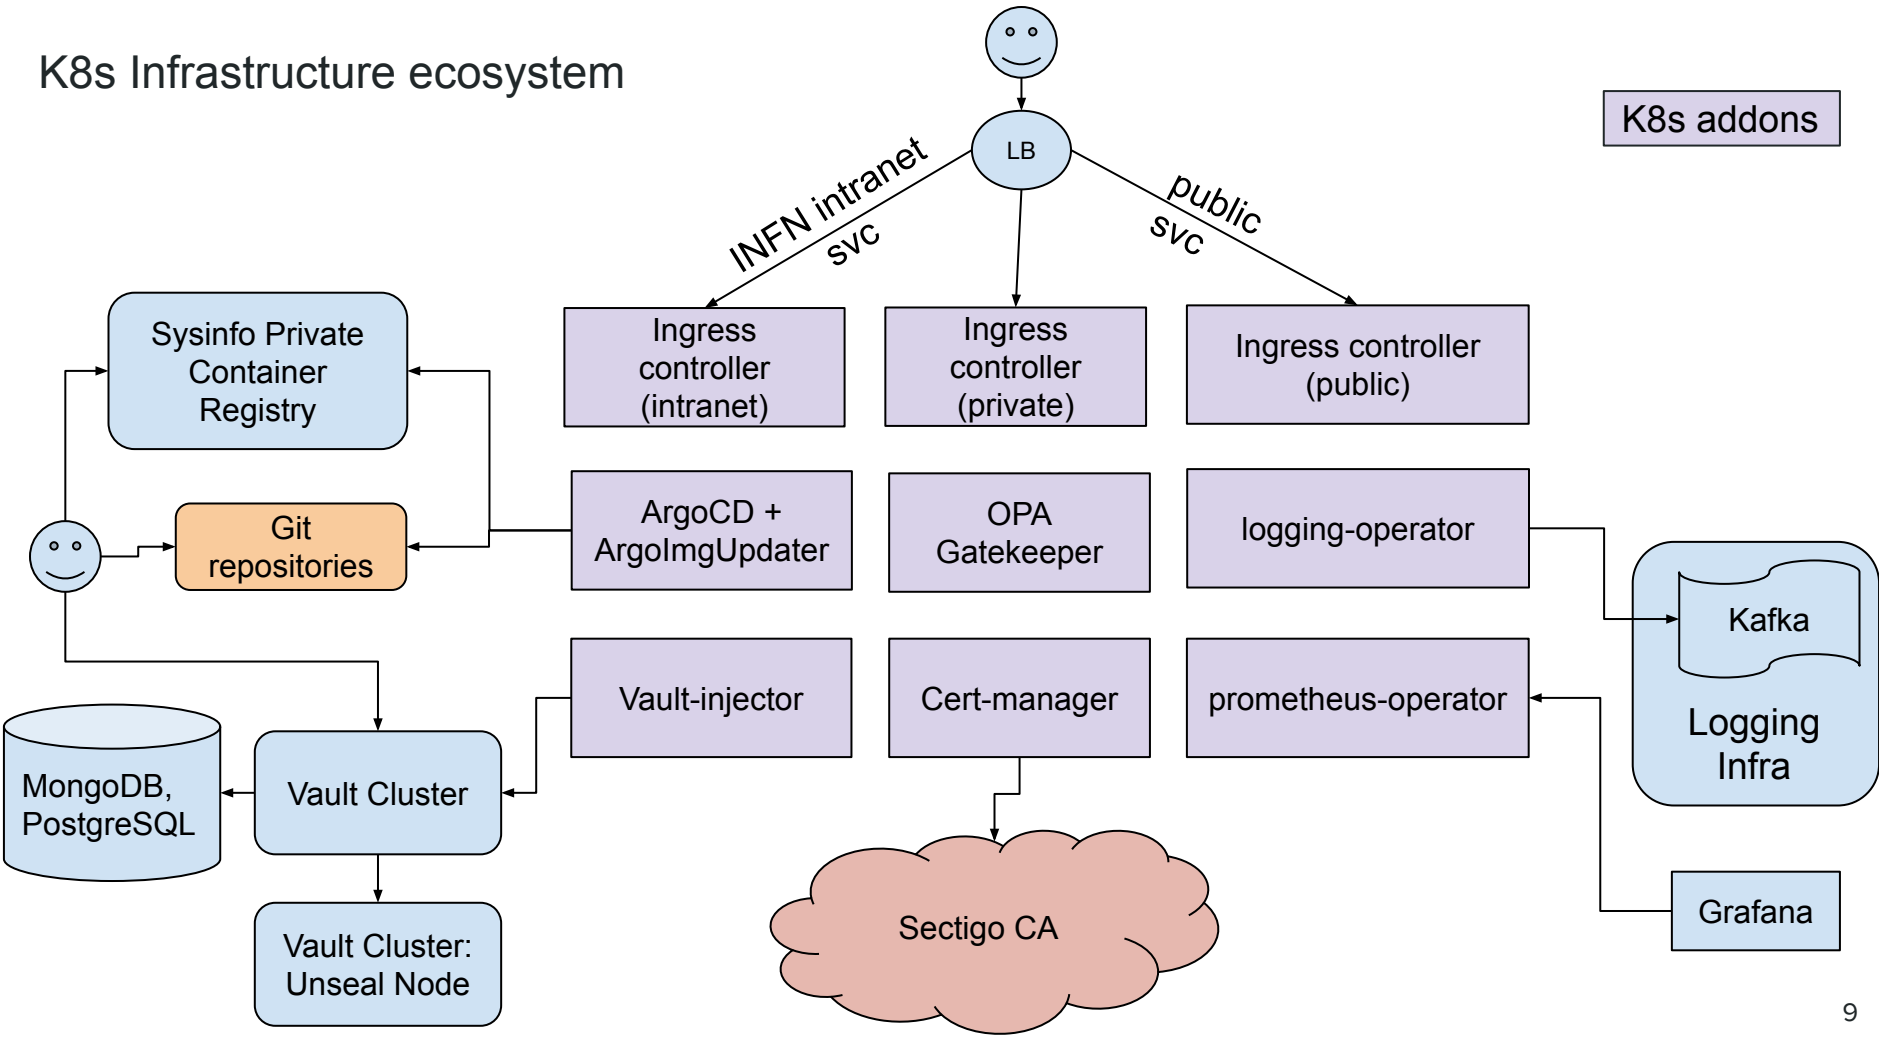 K8s Infrastructure ecosystem
K8s addons
LB
INFN intranet
svc
public
svc
Sysinfo Private
Container
Registry
Ingress
controller
(intranet)
Ingress
controller
(private)
Ingress controller
(public)
Git
repositories
ArgoCD +
ArgoImgUpdater
OPA
Gatekeeper
logging-operator
Kafka
Logging
Infra
Vault-injector
Cert-manager
prometheus-operator
MongoDB,
PostgreSQL
Vault Cluster
Vault Cluster:
Unseal Node
Sectigo CA
Grafana
9